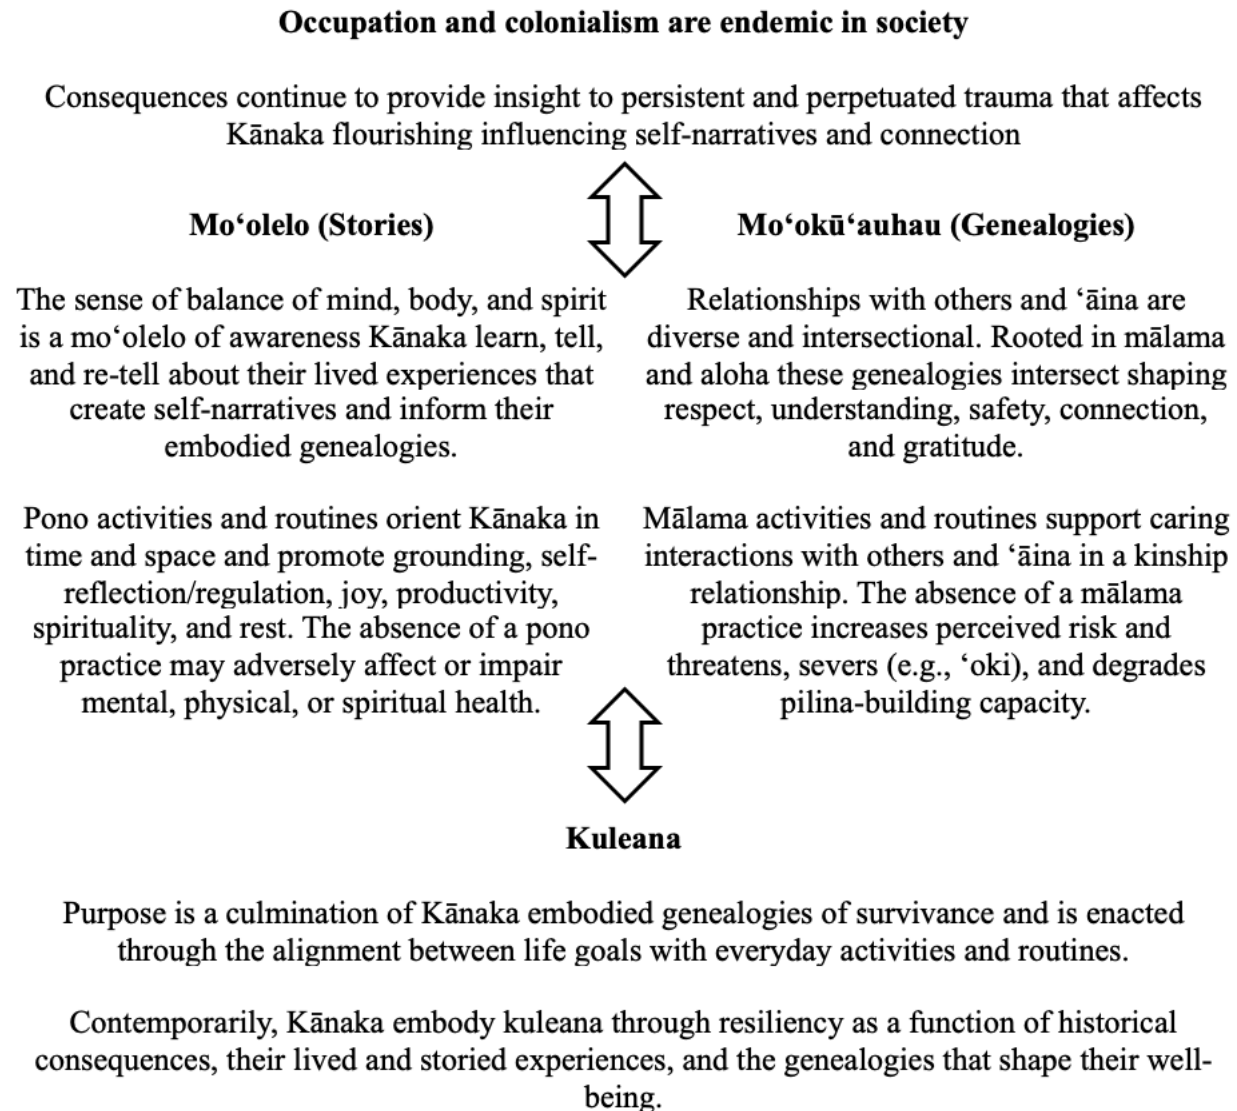 Occupation and colonialism are endemic in society
Consequences continue to provide insight to persistent and perpetuated trauma that affects
Kānaka flourishing influencing self-narratives and connection
Moʻolelo (Stories)
The sense of balance of mind, body, and spirit
is a moʻolelo of awareness Kānaka learn, tell,
and re-tell about their lived experiences that
create self-narratives and inform their
embodied genealogies.
Pono activities and routines orient Kānaka in
time and space and promote grounding, self-
reflection/regulation, joy, productivity,
spirituality, and rest. The absence of a pono
practice may adversely affect or impair
mental, physical, or spiritual health.
Moʻokūʻauhau (Genealogies)
Relationships with others and ʻāina are
diverse and intersectional. Rooted in mālama
and aloha these genealogies intersect shaping
respect, understanding, safety, connection,
and gratitude.
Mālama activities and routines support caring
interactions with others and ʻāina in a kinship
relationship. The absence of a mālama
practice increases perceived risk and
threatens, severs (e.g., ʻoki), and degrades
pilina-building capacity.
Kuleana
Purpose is a culmination of Kānaka embodied genealogies of survivance and is enacted
through the alignment between life goals with everyday activities and routines.
Contemporarily, Kānaka embody kuleana through resiliency as a function of historical
consequences, their lived and storied experiences, and the genealogies that shape their well-
being.